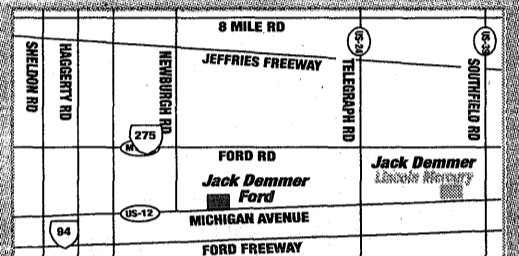 8 MILE RD
US-24
US-39
JEFFRIES FREEWAY
SHELDON RD
HAGGERTY RD
NEWBURGH RD
TELEGRAPH RD
SOUTHFIELD RD
275
M
FORD RD
Jack Demmer
Lincoln Mercury
Jack Demmer
Ford
US-12
MICHIGAN AVENUE
94
FORD FREEWAY